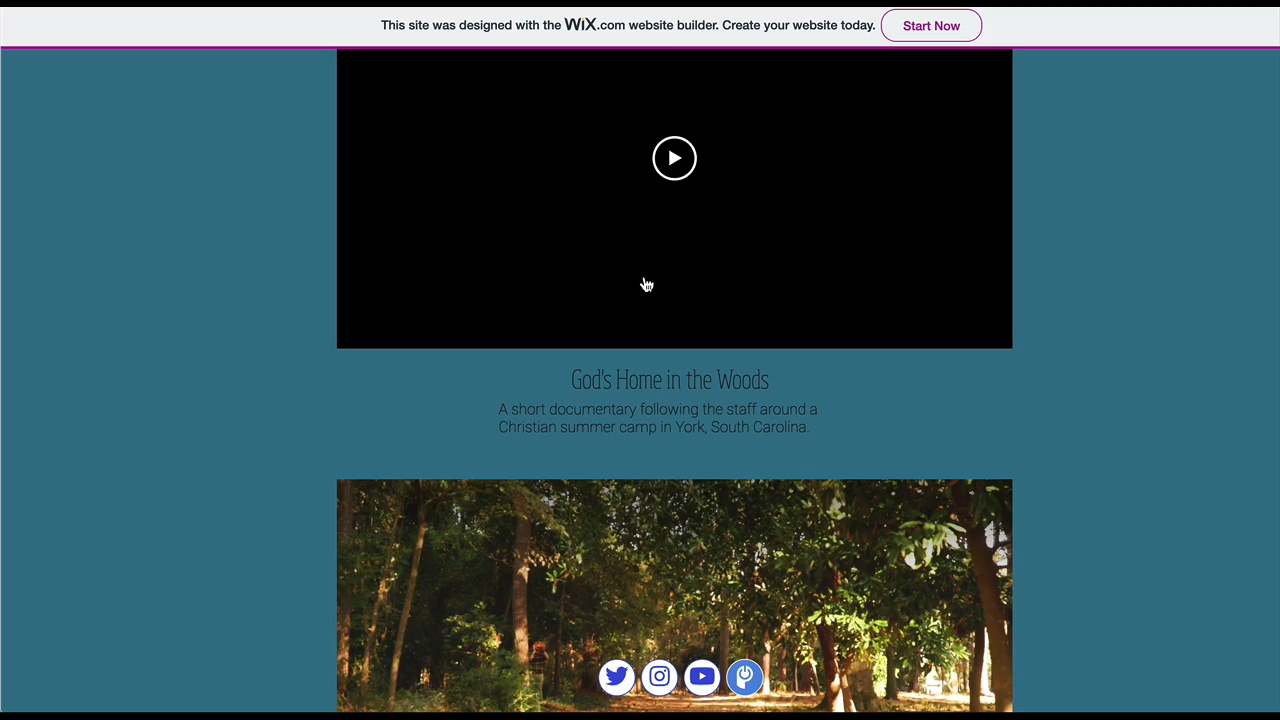 This site was designed with the WiX.com website builder. Create your website today. Start Now
God's Home in the Woods
A short documentary following the staff around a
Christian summer camp in York, South Carolina.